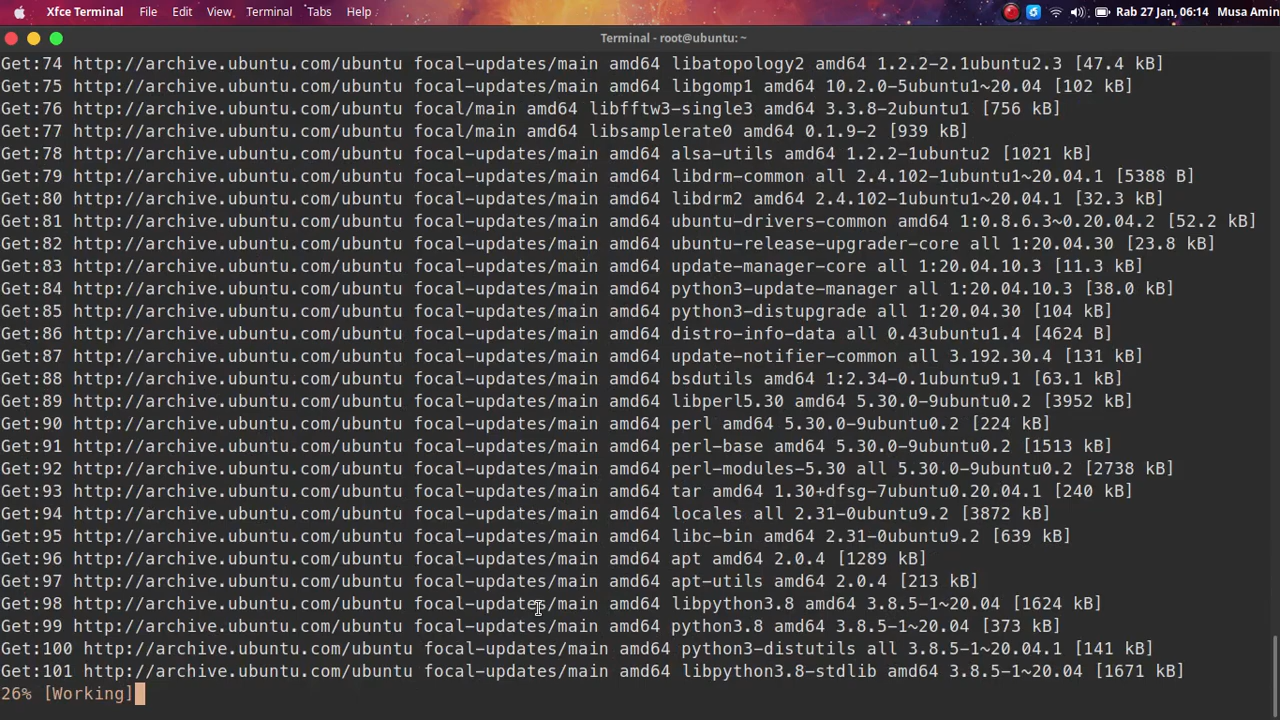 Xfce Terminal File Edit View Terminal Tabs Help Rab 27 Jan, 06:14 Musa Amin
Terminal - root@ubuntu: ~
Get:74 http://archive.ubuntu.com/ubuntu focal-updates/main amd64 libatopology2 amd64 1.2.2-2.1ubuntu2.3 [47.4 kB]
Get:75 http://archive.ubuntu.com/ubuntu focal-updates/main amd64 libgomp1 amd64 10.2.0-5ubuntu1~20.04 [102 kB]
Get:76 http://archive.ubuntu.com/ubuntu focal/main amd64 libfftw3-single3 amd64 3.3.8-2ubuntu1 [756 kB]
Get:77 http://archive.ubuntu.com/ubuntu focal/main amd64 libsamplerate0 amd64 0.1.9-2 [939 kB]
Get:78 http://archive.ubuntu.com/ubuntu focal-updates/main amd64 alsa-utils amd64 1.2.2-1ubuntu2 [1021 kB]
Get:79 http://archive.ubuntu.com/ubuntu focal-updates/main amd64 libdrm-common all 2.4.102-1ubuntu1~20.04.1 [5388 B]
Get:80 http://archive.ubuntu.com/ubuntu focal-updates/main amd64 libdrm2 amd64 2.4.102-1ubuntu1~20.04.1 [32.3 kB]
Get:81 http://archive.ubuntu.com/ubuntu focal-updates/main amd64 ubuntu-drivers-common amd64 1:0.8.6.3~0.20.04.2 [52.2 kB]
Get:82 http://archive.ubuntu.com/ubuntu focal-updates/main amd64 ubuntu-release-upgrader-core all 1:20.04.30 [23.8 kB]
Get:83 http://archive.ubuntu.com/ubuntu focal-updates/main amd64 update-manager-core all 1:20.04.10.3 [11.3 kB]
Get:84 http://archive.ubuntu.com/ubuntu focal-updates/main amd64 python3-update-manager all 1:20.04.10.3 [38.0 kB]
Get:85 http://archive.ubuntu.com/ubuntu focal-updates/main amd64 python3-distupgrade all 1:20.04.30 [104 kB]
Get:86 http://archive.ubuntu.com/ubuntu focal-updates/main amd64 distro-info-data all 0.43ubuntu1.4 [4624 B]
Get:87 http://archive.ubuntu.com/ubuntu focal-updates/main amd64 update-notifier-common all 3.192.30.4 [131 kB]
Get:88 http://archive.ubuntu.com/ubuntu focal-updates/main amd64 bsdutils amd64 1:2.34-0.1ubuntu9.1 [63.1 kB]
Get:89 http://archive.ubuntu.com/ubuntu focal-updates/main amd64 libperl5.30 amd64 5.30.0-9ubuntu0.2 [3952 kB]
Get:90 http://archive.ubuntu.com/ubuntu focal-updates/main amd64 perl amd64 5.30.0-9ubuntu0.2 [224 kB]
Get:91 http://archive.ubuntu.com/ubuntu focal-updates/main amd64 perl-base amd64 5.30.0-9ubuntu0.2 [1513 kB]
Get:92 http://archive.ubuntu.com/ubuntu focal-updates/main amd64 perl-modules-5.30 all 5.30.0-9ubuntu0.2 [2738 kB]
Get:93 http://archive.ubuntu.com/ubuntu focal-updates/main amd64 tar amd64 1.30+dfsg-7ubuntu0.20.04.1 [240 kB]
Get:94 http://archive.ubuntu.com/ubuntu focal-updates/main amd64 locales all 2.31-0ubuntu9.2 [3872 kB]
Get:95 http://archive.ubuntu.com/ubuntu focal-updates/main amd64 libc-bin amd64 2.31-0ubuntu9.2 [639 kB]
Get:96 http://archive.ubuntu.com/ubuntu focal-updates/main amd64 apt amd64 2.0.4 [1289 kB]
Get:97 http://archive.ubuntu.com/ubuntu focal-updates/main amd64 apt-utils amd64 2.0.4 [213 kB]
Get:98 http://archive.ubuntu.com/ubuntu focal-updates/main amd64 libpython3.8 amd64 3.8.5-1~20.04 [1624 kB]
Get:99 http://archive.ubuntu.com/ubuntu focal-updates/main amd64 python3.8 amd64 3.8.5-1~20.04 [373 kB]
Get:100 http://archive.ubuntu.com/ubuntu focal-updates/main amd64 python3-distutils all 3.8.5-1~20.04.1 [141 kB]
Get:101 http://archive.ubuntu.com/ubuntu focal-updates/main amd64 libpython3.8-stdlib amd64 3.8.5-1~20.04 [1671 kB]
26% [Working]